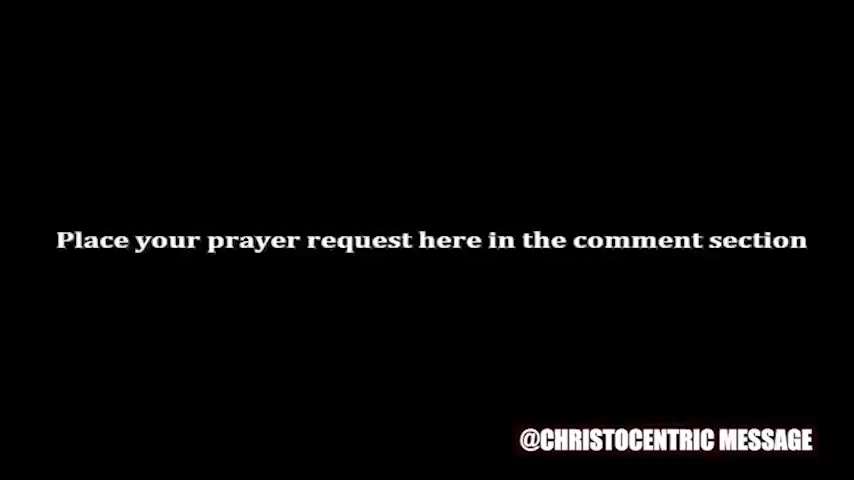 Place your prayer request here in the comment section
@CHRISTOCENTRIC MESSAGE